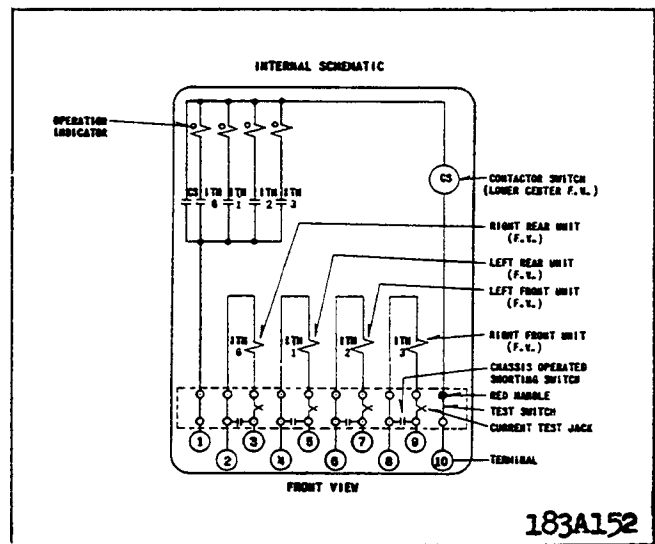 INTERNAL SCHEMATIC
OPERATION
INDICATOR
CS
CONTACTOR SWITCH
(LOWER CENTER F.V.)
CS ITH ITH ITH ITH
6 1 2 3
RIGHT REAR UNIT
(F.V.)
LEFT REAR UNIT
(F.V.)
LEFT FRONT UNIT
(F.V.)
ITH ITH ITH ITH
6 1 2 3
RIGHT FRONT UNIT
(F.V.)
CHASSIS OPERATED
SHORTING SWITCH
RED HANDLE
TEST SWITCH
CURRENT TEST JACK
1 3 5 7 9
2 4 6 8 10
TERMINAL
FRONT VIEW
183A152